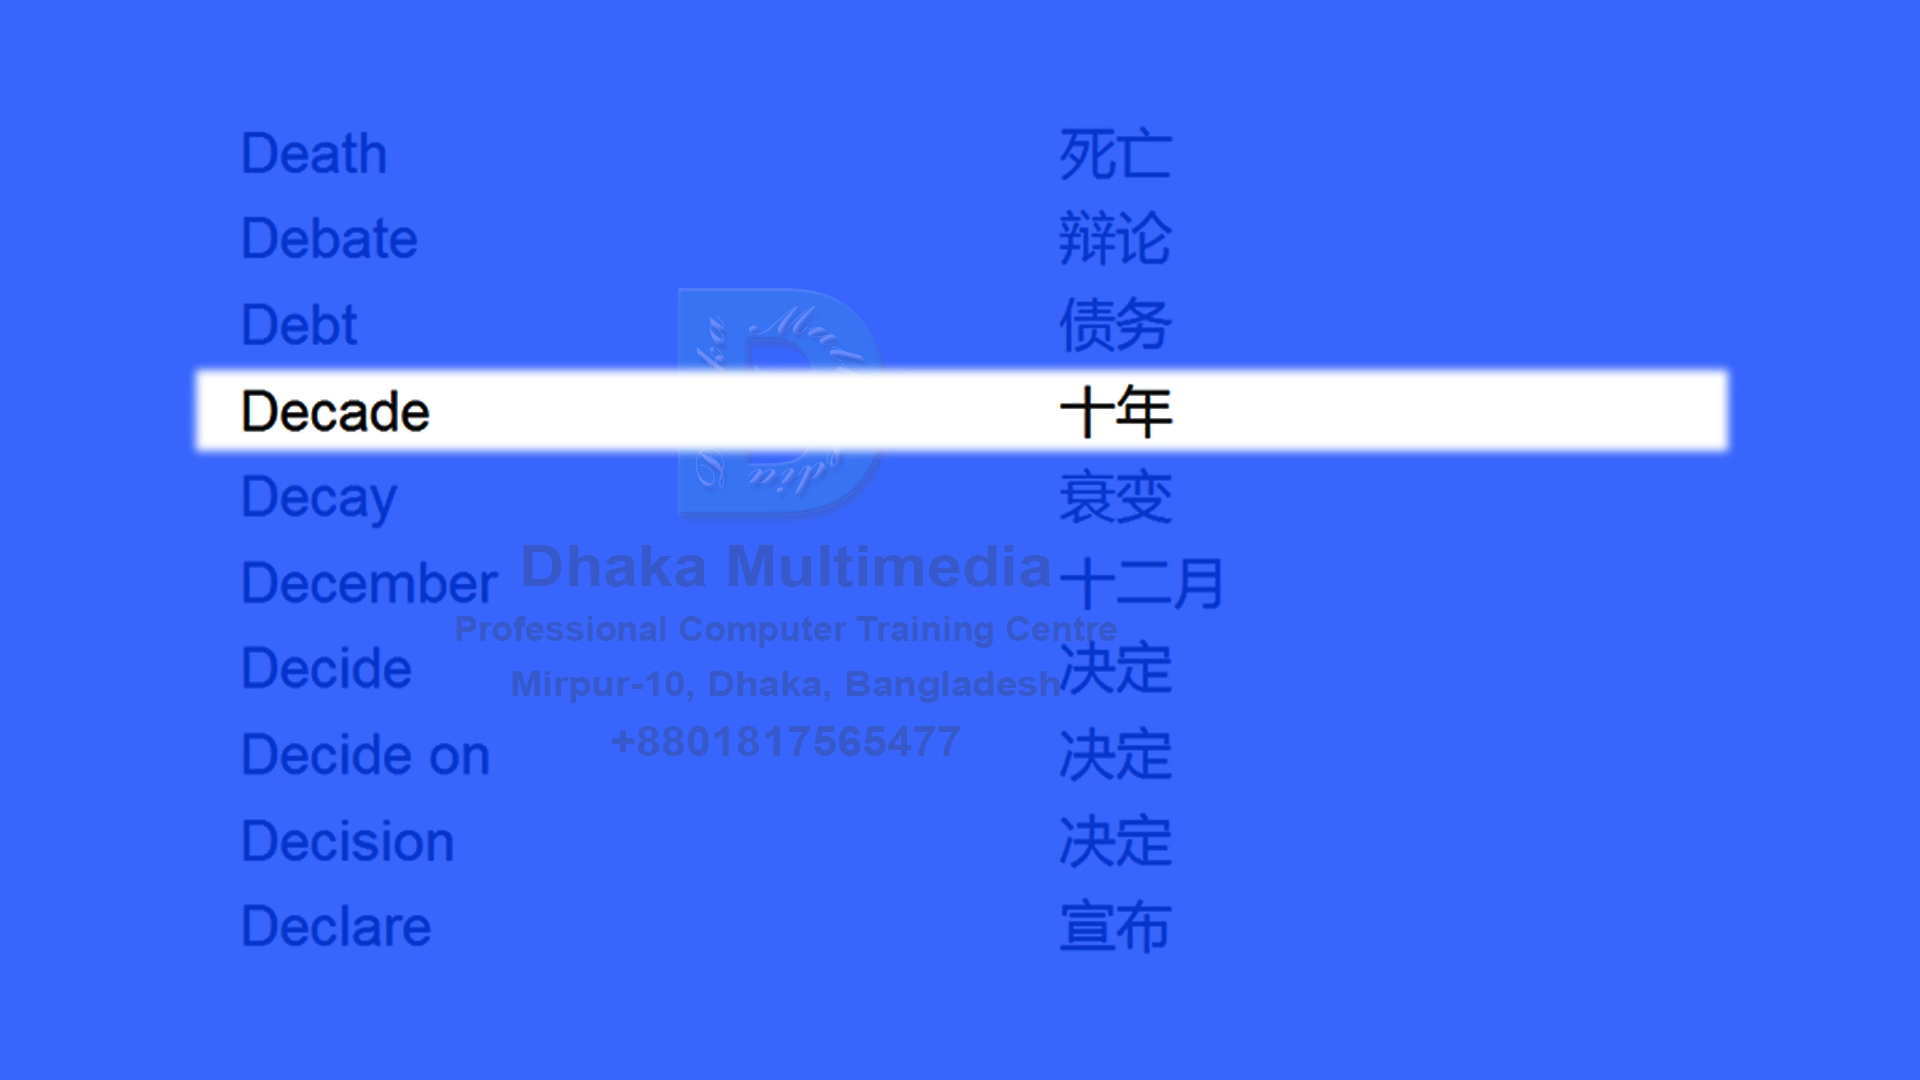 Death 死亡
Debate 辩论
Debt 债务
Decade 十年
Decay 衰变
December 十二月
Decide 决定
Decide on 决定
Decision 决定
Declare 宣布
Dhaka Multimedia
Professional Computer Training Centre
Mirpur-10, Dhaka, Bangladesh
+8801817565477